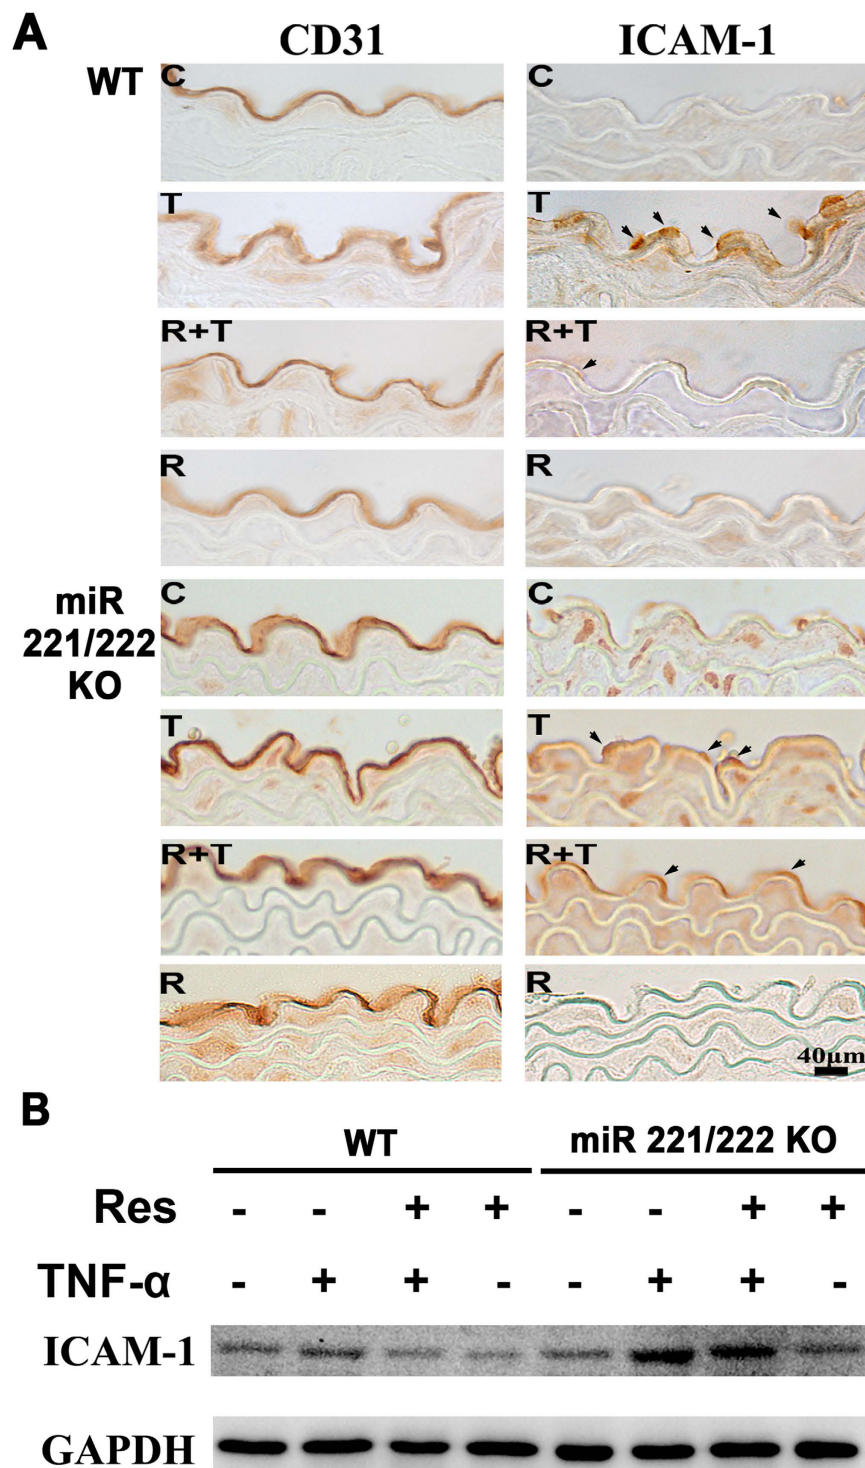 A
CD31 ICAM-1
WT C C
T T
R+T R+T
R R
miR
221/222
KO
C C
T T
R+T R+T
R R
40μm
B
WT miR 221/222 KO
Res - - + + - - + +
TNF-α - + + - - + + -
ICAM-1
GAPDH